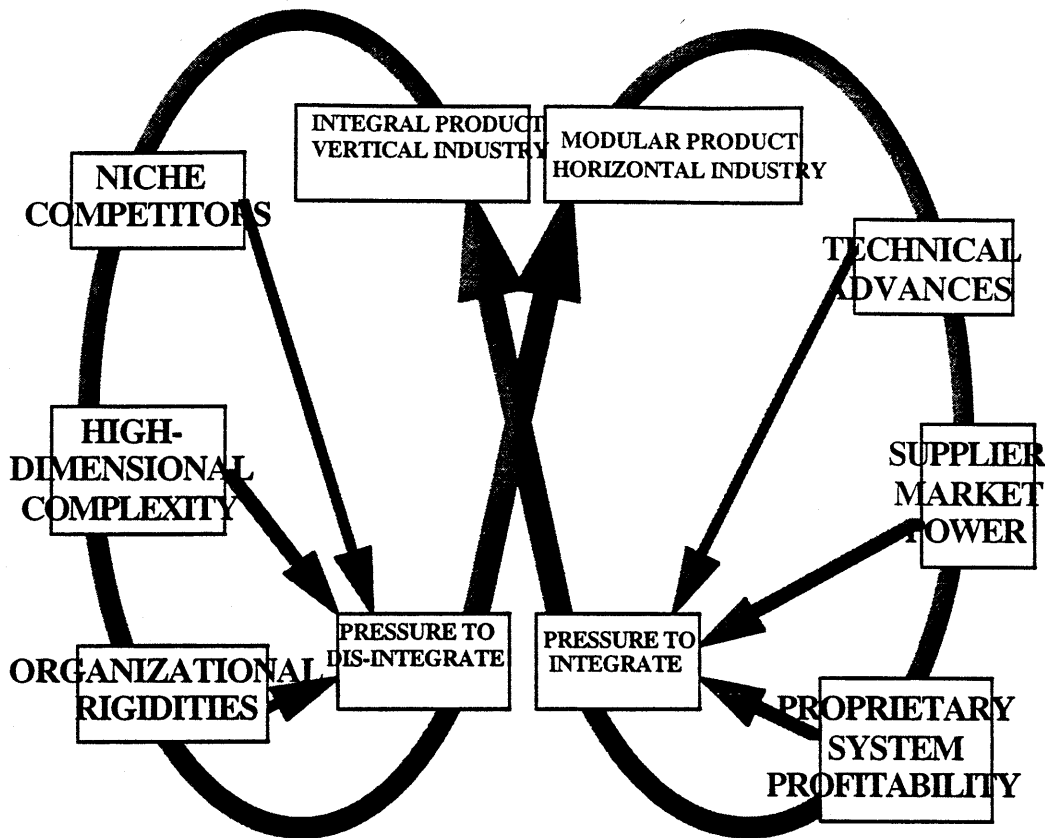 INTEGRAL PRODUCT
VERTICAL INDUSTRY
MODULAR PRODUCT
HORIZONTAL INDUSTRY
NICHE
COMPETITORS
TECHNICAL
ADVANCES
HIGH-
DIMENSIONAL
COMPLEXITY
SUPPLIER
MARKET
POWER
PRESSURE TO
DIS-INTEGRATE
PRESSURE TO
INTEGRATE
ORGANIZATIONAL
RIGIDITIES
PROPRIETARY
SYSTEM
PROFITABILITY